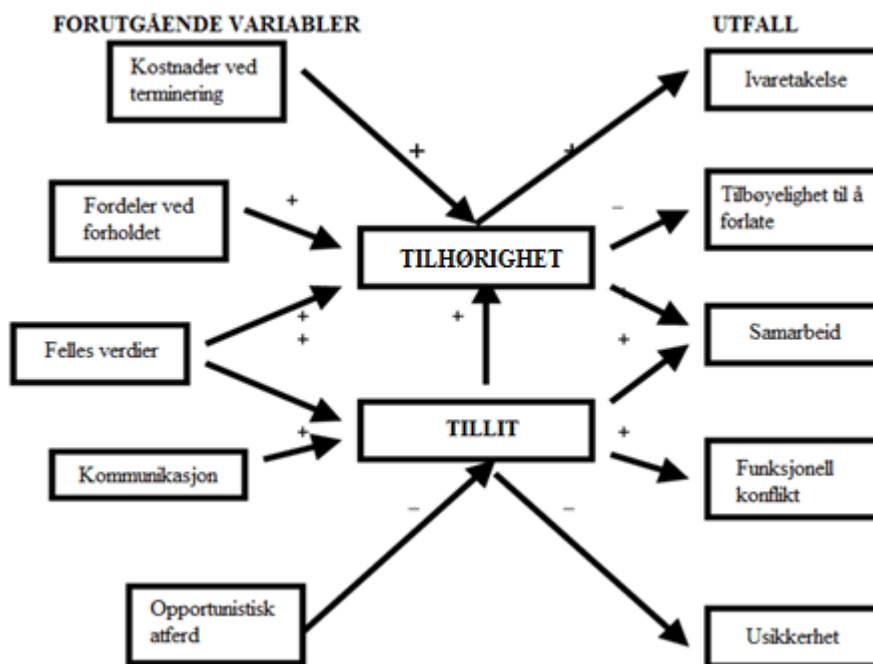 FORUTGÅENDE VARIABLER
UTFALL
Kostnader ved
terminering
Ivaretakelse
+
+
Fordeler ved
forholdet
+
Tilbøyelighet til å
forlate
–
TILHØRIGHET
+
Felles verdier
+
+
+
+
Samarbeid
TILLIT
+
+
Kommunikasjon
Funksjonell
konflikt
–
–
Opportunistisk
atferd
Usikkerhet